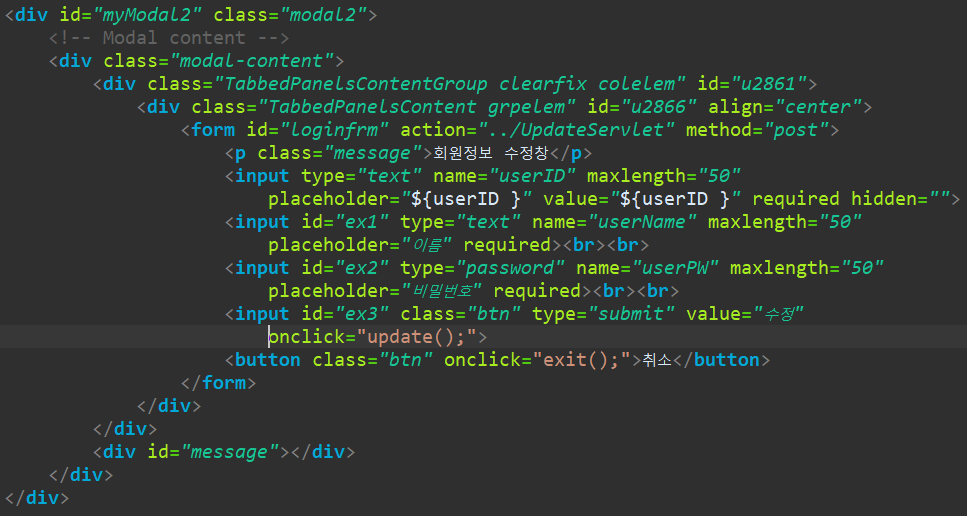 <div id="myModal2" class="modal2">
<!-- Modal content -->
<div class="modal-content">
<div class="TabbedPanelsContentGroup clearfix colelem" id="u2861">
<div class="TabbedPanelsContent grpelem" id="u2866" align="center">
<form id="loginfrm" action="../UpdateServlet" method="post">
<p class="message">회원정보 수정창</p>
<input type="text" name="userID" maxlength="50"
placeholder="${userID }" value="${userID }" required hidden="">
<input id="ex1" type="text" name="userName" maxlength="50"
placeholder="이름" required><br><br>
<input id="ex2" type="password" name="userPW" maxlength="50"
placeholder="비밀번호" required><br><br>
<input id="ex3" class="btn" type="submit" value="수정"
onclick="update();">
<button class="btn" onclick="exit();">취소</button>
</form>
</div>
</div>
<div id="message"></div>
</div>
</div>